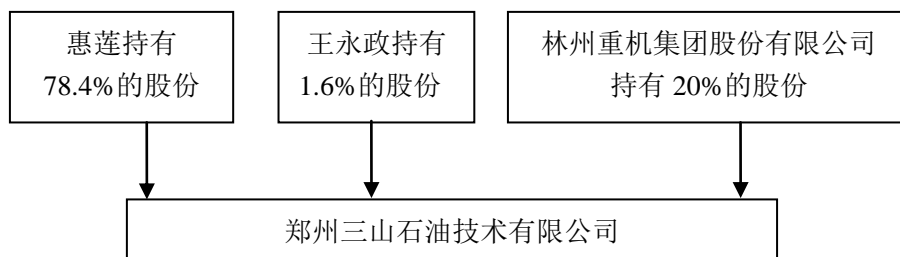 惠莲持有
78.4%的股份
王永政持有
1.6%的股份
林州重机集团股份有限公司
持有 20%的股份
郑州三山石油技术有限公司